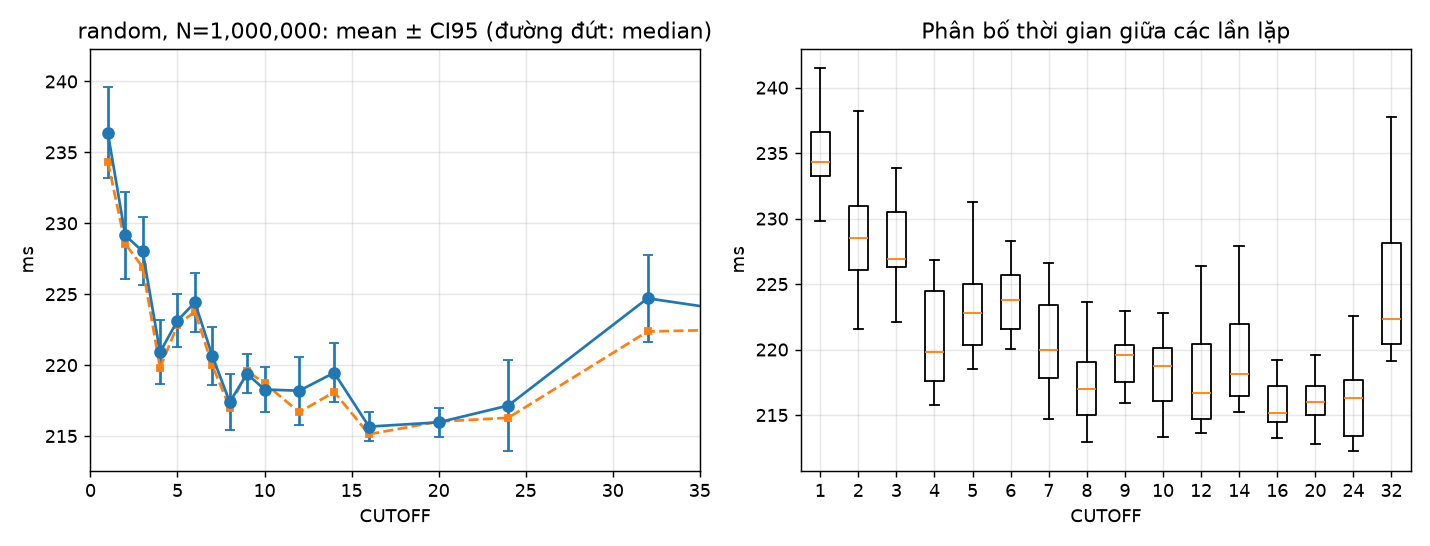 random, N=1,000,000: mean ± CI95 (đường đứt: median)
240
235
230
225
220
215
ms
0 5 10 15 20 25 30 35
CUTOFF
Phân bố thời gian giữa các lần lặp
240
235
230
225
220
215
ms
1 2 3 4 5 6 7 8 9 10 12 14 16 20 24 32
CUTOFF